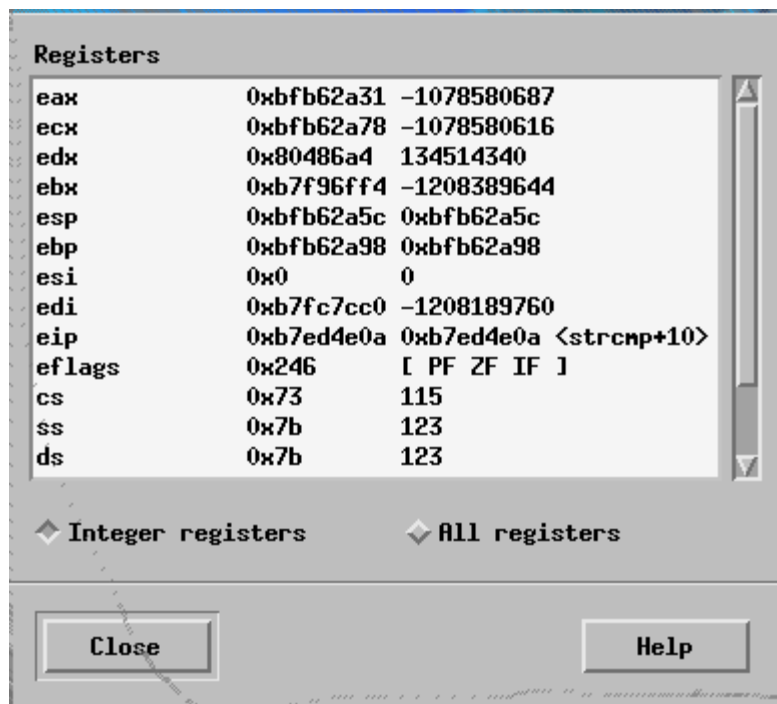 Registers
eax 0xbfb62a31 -1078580687
ecx 0xbfb62a78 -1078580616
edx 0x80486a4 134514340
ebx 0xb7f96ff4 -1208389644
esp 0xbfb62a5c 0xbfb62a5c
ebp 0xbfb62a98 0xbfb62a98
esi 0x0 0
edi 0xb7fc7cc0 -1208189760
eip 0xb7ed4e0a 0xb7ed4e0a <strcmp+10>
eflags 0x246 [ PF ZF IF ]
cs 0x73 115
ss 0x7b 123
ds 0x7b 123
Integer registers All registers
Close Help